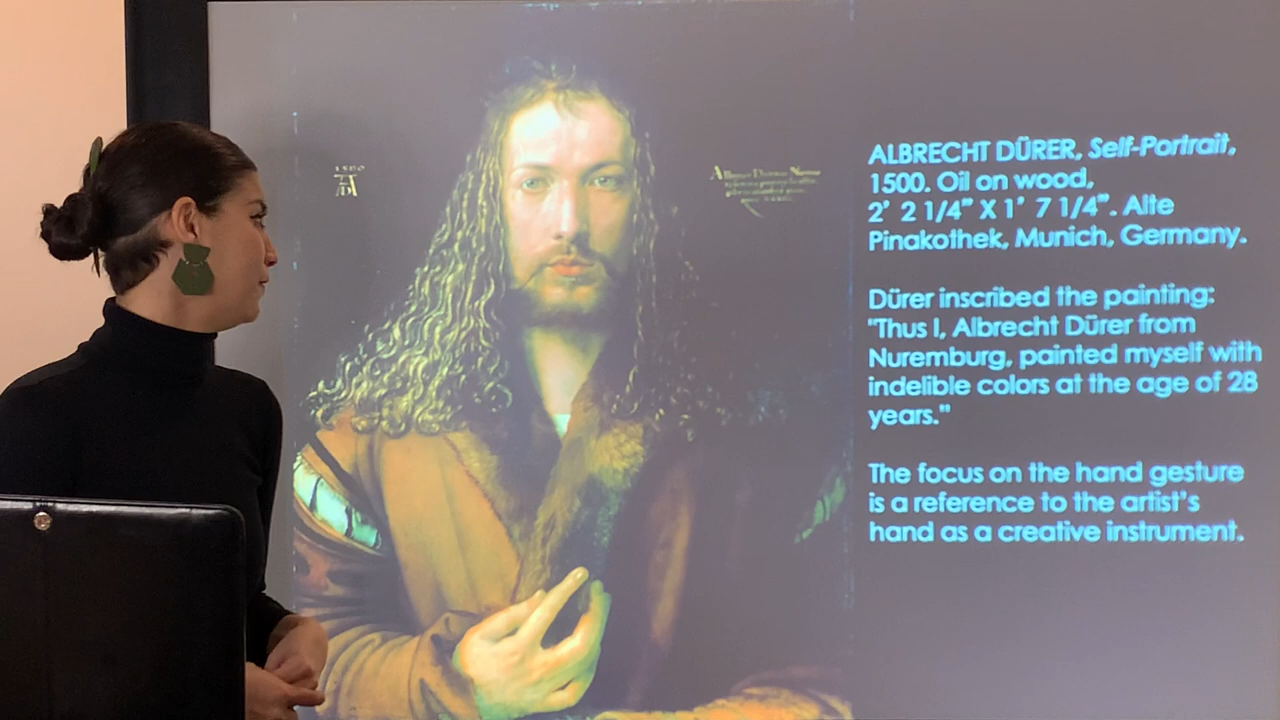 1500
ALBRECHT DÜRER, Self-Portrait,
1500. Oil on wood,
2' 2 1/4" X 1' 7 1/4". Alte
Pinakothek, Munich, Germany.
Dürer inscribed the painting:
"Thus I, Albrecht Dürer from
Nuremburg, painted myself with
indelible colors at the age of 28
years."
The focus on the hand gesture
is a reference to the artist's
hand as a creative instrument.